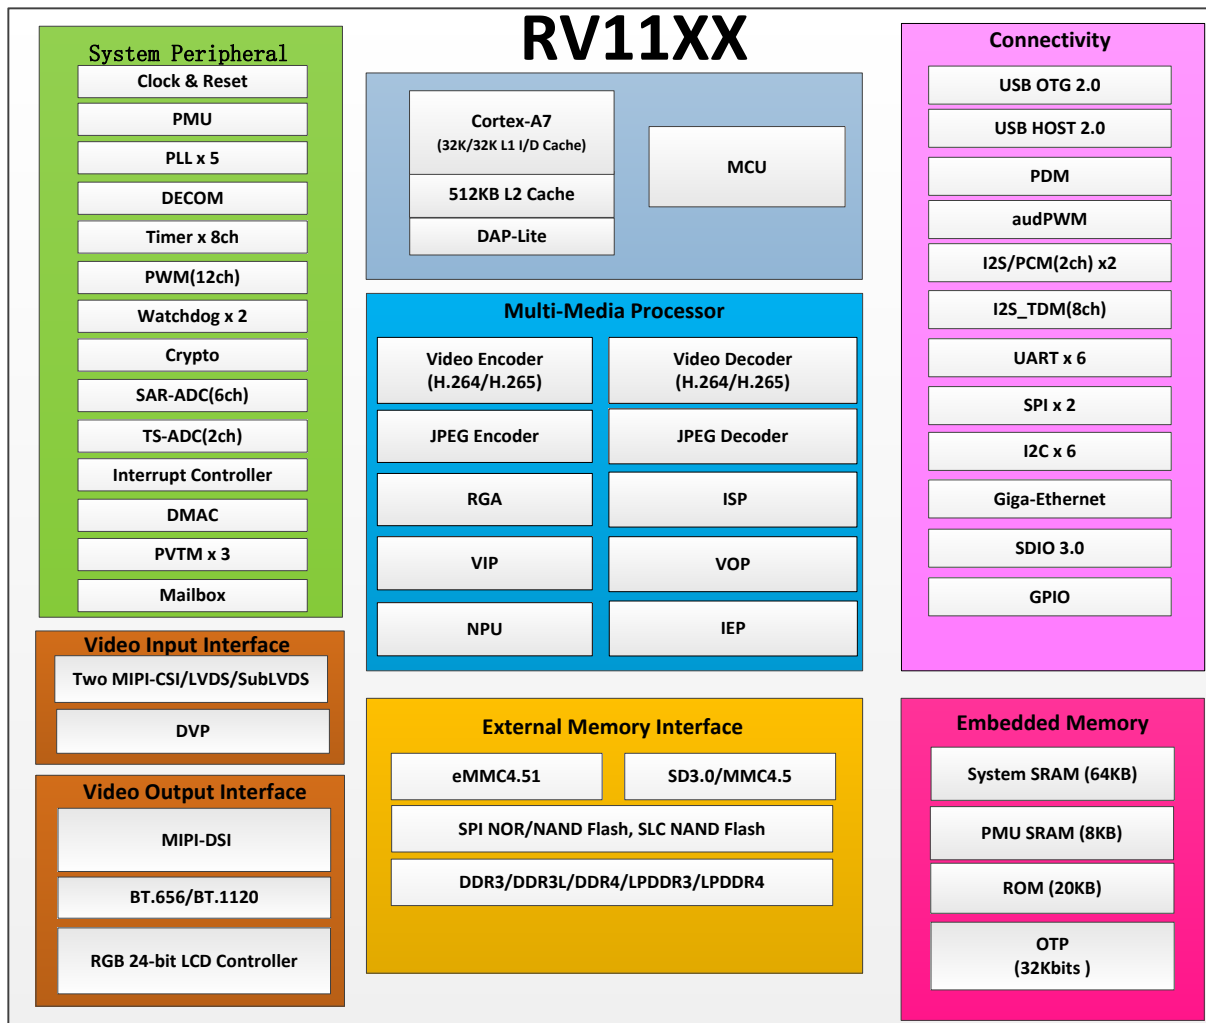 RV11XX
System Peripheral
Clock & Reset
PMU
PLL x 5
DECOM
Timer x 8ch
PWM(12ch)
Watchdog x 2
Crypto
SAR-ADC(6ch)
TS-ADC(2ch)
Interrupt Controller
DMAC
PVTM x 3
Mailbox
Video Input Interface
Two MIPI-CSI/LVDS/SubLVDS
DVP
Video Output Interface
MIPI-DSI
BT.656/BT.1120
RGB 24-bit LCD Controller
Cortex-A7
(32K/32K L1 I/D Cache)
512KB L2 Cache
DAP-Lite
MCU
Multi-Media Processor
Video Encoder
(H.264/H.265)
Video Decoder
(H.264/H.265)
JPEG Encoder
JPEG Decoder
RGA
ISP
VIP
VOP
NPU
IEP
External Memory Interface
eMMC4.51
SD3.0/MMC4.5
SPI NOR/NAND Flash, SLC NAND Flash
DDR3/DDR3L/DDR4/LPDDR3/LPDDR4
Connectivity
USB OTG 2.0
USB HOST 2.0
PDM
audPWM
I2S/PCM(2ch) x2
I2S_TDM(8ch)
UART x 6
SPI x 2
I2C x 6
Giga-Ethernet
SDIO 3.0
GPIO
Embedded Memory
System SRAM (64KB)
PMU SRAM (8KB)
ROM (20KB)
OTP
(32Kbits )